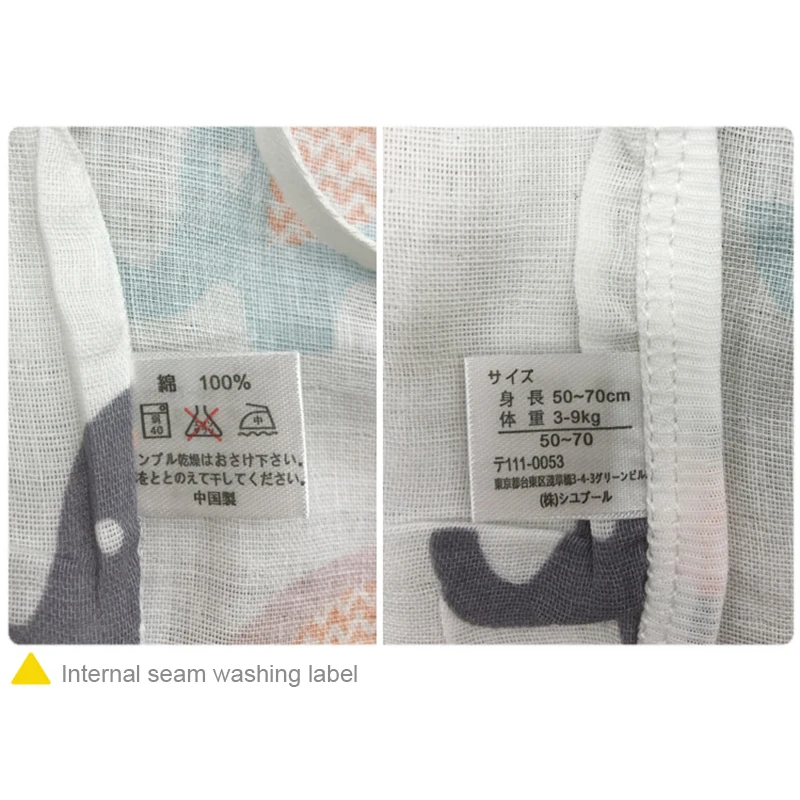 綿 100%
弱
40
中
ンブル乾燥はおさけ下さい。
をととのえて干してください。
中国製
サイズ
身長 50~70cm
体重 3-9kg
50~70
〒111-0053
東京都台東区浅草橋3-4-3グリーンビル
(株)シュブール
Internal seam washing label